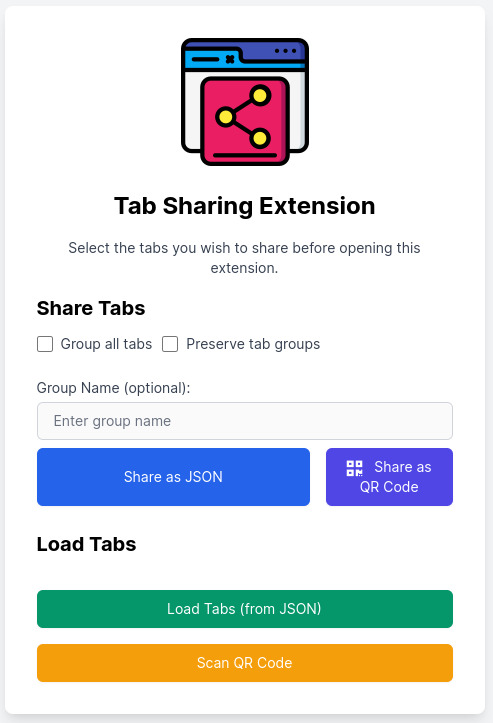 Tab Sharing Extension
Select the tabs you wish to share before opening this
extension.
Share Tabs
Group all tabs Preserve tab groups
Group Name (optional):
Enter group name
Share as JSON
Share as
QR Code
Load Tabs
Load Tabs (from JSON)
Scan QR Code